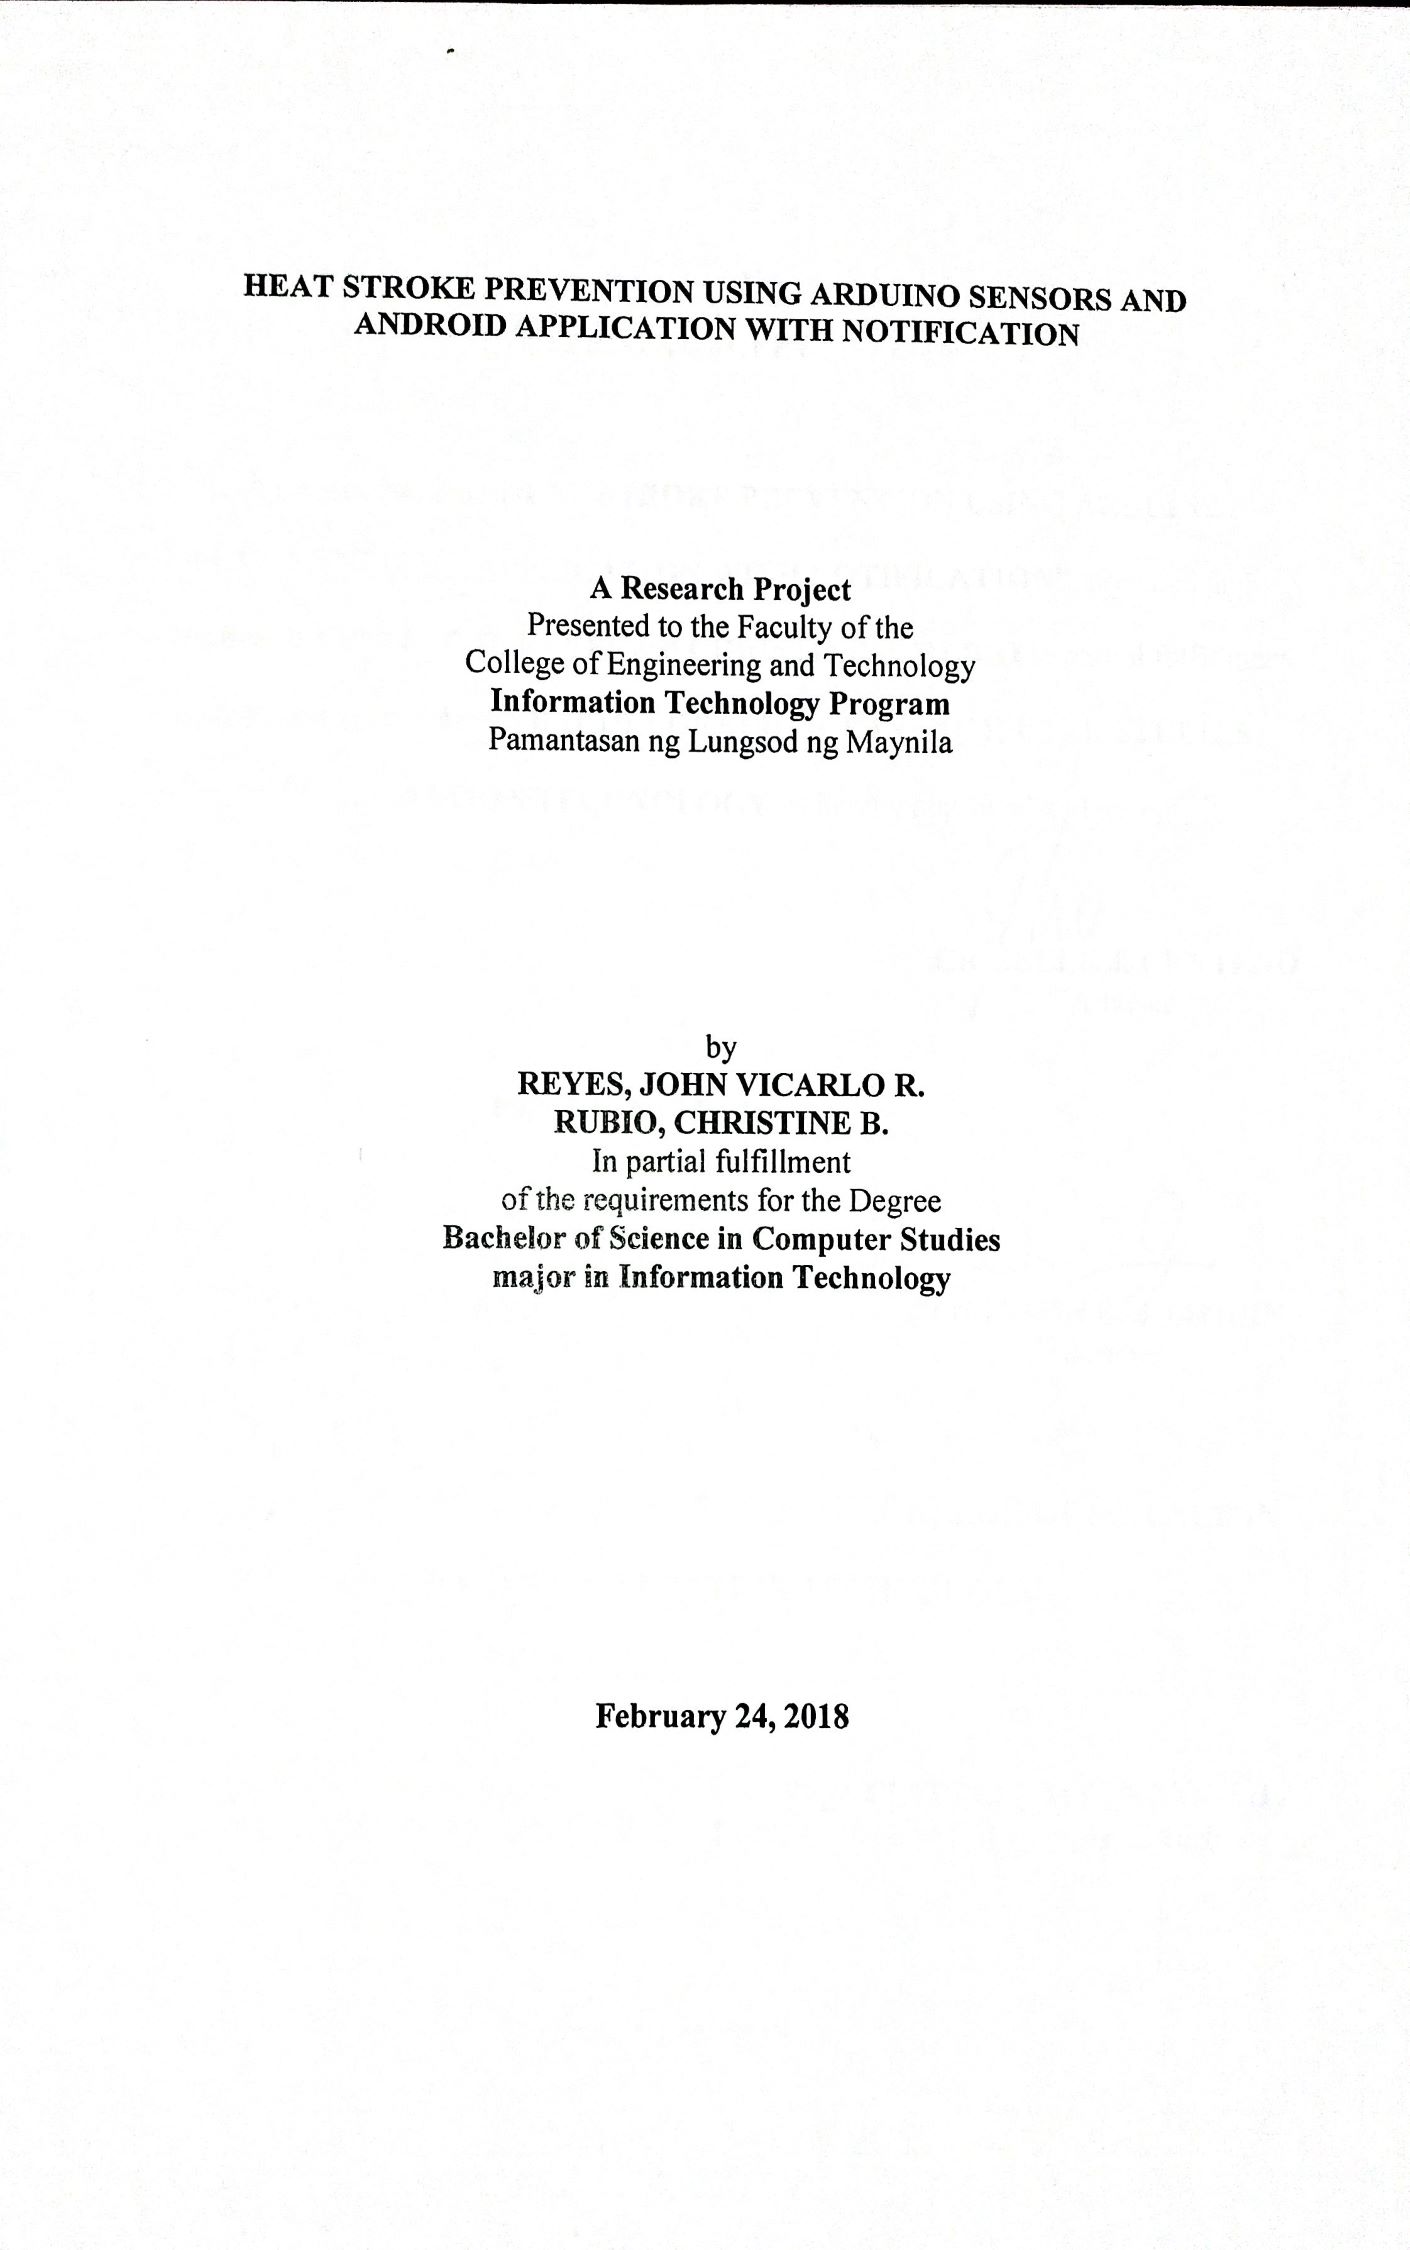 HEAT STROKE PREVENTION USING ARDUINO SENSORS AND
ANDROID APPLICATION WITH NOTIFICATION
A Research Project
Presented to the Faculty of the
College of Engineering and Technology
Information Technology Program
Pamantasan ng Lungsod ng Maynila
by
REYES, JOHN VICARLO R.
RUBIO, CHRISTINE B.
In partial fulfillment
of the requirements for the Degree
Bachelor of Science in Computer Studies
major in Information Technology
February 24, 2018